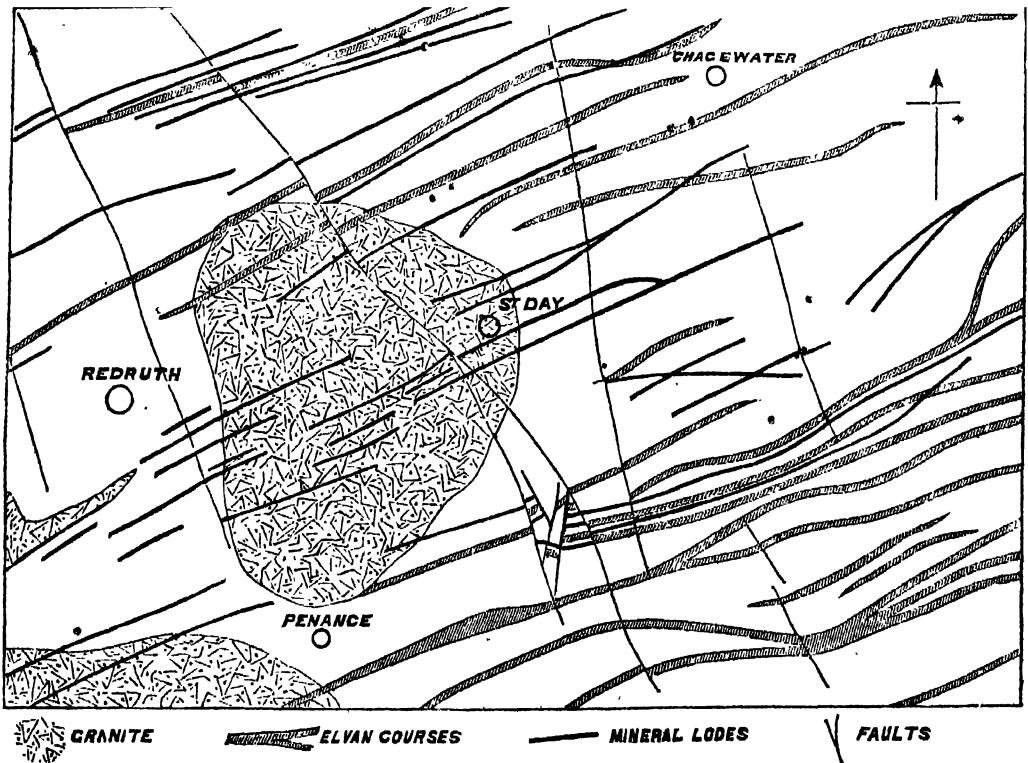 CHACEWATER
ST DAY
REDRUTH
PENANCE
GRANITE
ELVAN COURSES
MINERAL LODES
FAULTS